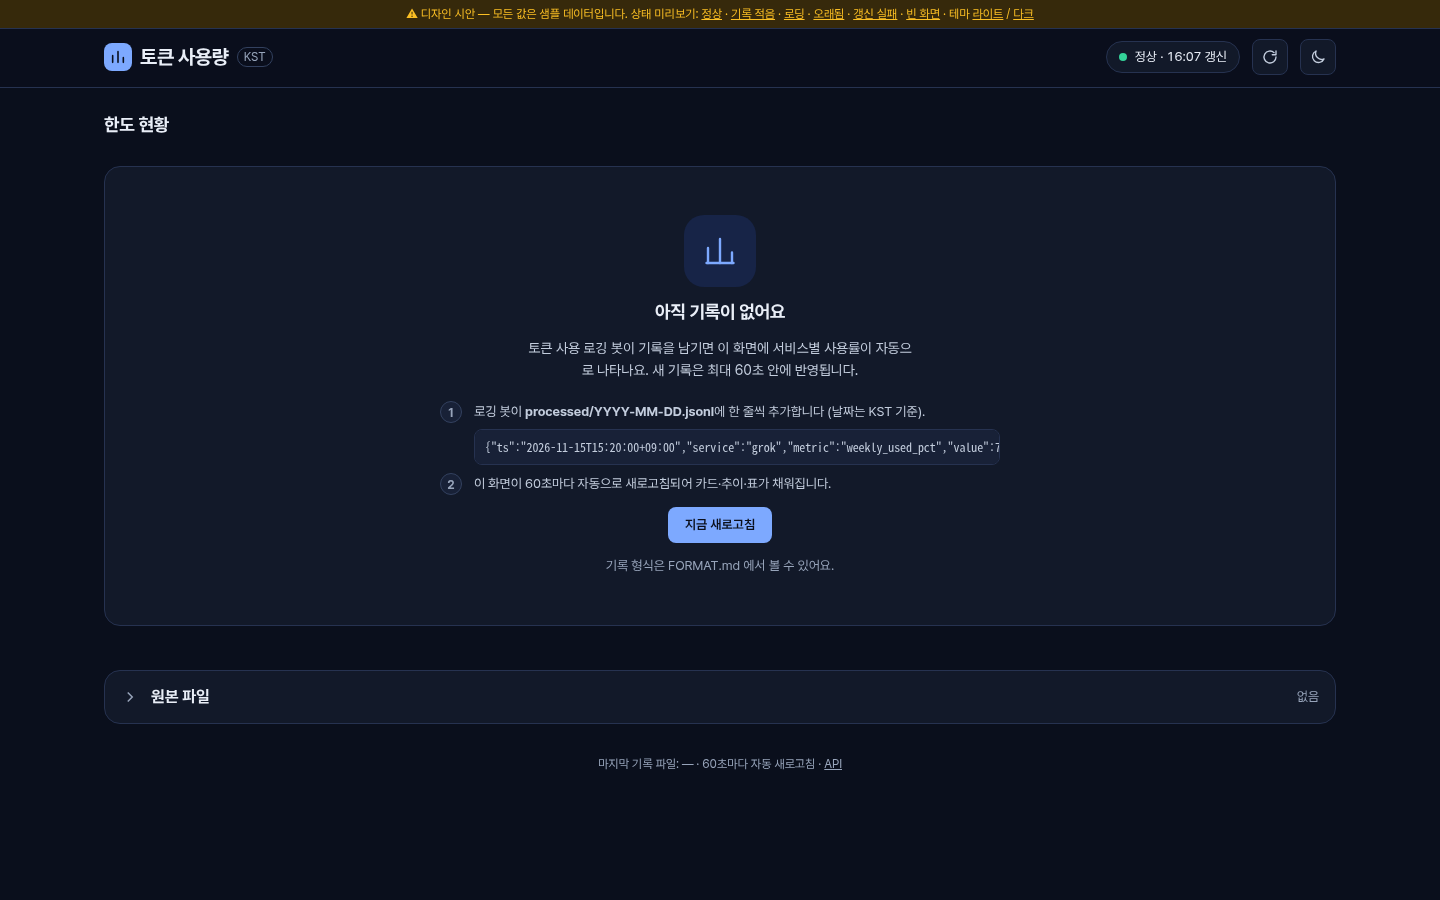 ⚠ 디자인 시안 — 모든 값은 샘플 데이터입니다. 상태 미리보기: 정상 · 기록 적음 · 로딩 · 오래됨 · 갱신 실패 · 빈 화면 · 테마 라이트 / 다크
토큰 사용량 KST
정상 · 16:07 갱신
한도 현황
아직 기록이 없어요
토큰 사용 로깅 봇이 기록을 남기면 이 화면에 서비스별 사용률이 자동으
로 나타나요. 새 기록은 최대 60초 안에 반영됩니다.
1 로깅 봇이 processed/YYYY-MM-DD.jsonl에 한 줄씩 추가합니다 (날짜는 KST 기준).
{"ts":"2026-11-15T15:20:00+09:00","service":"grok","metric":"weekly_used_pct","value":7
2 이 화면이 60초마다 자동으로 새로고침되어 카드·추이·표가 채워집니다.
지금 새로고침
기록 형식은 FORMAT.md 에서 볼 수 있어요.
원본 파일
없음
마지막 기록 파일: — · 60초마다 자동 새로고침 · API